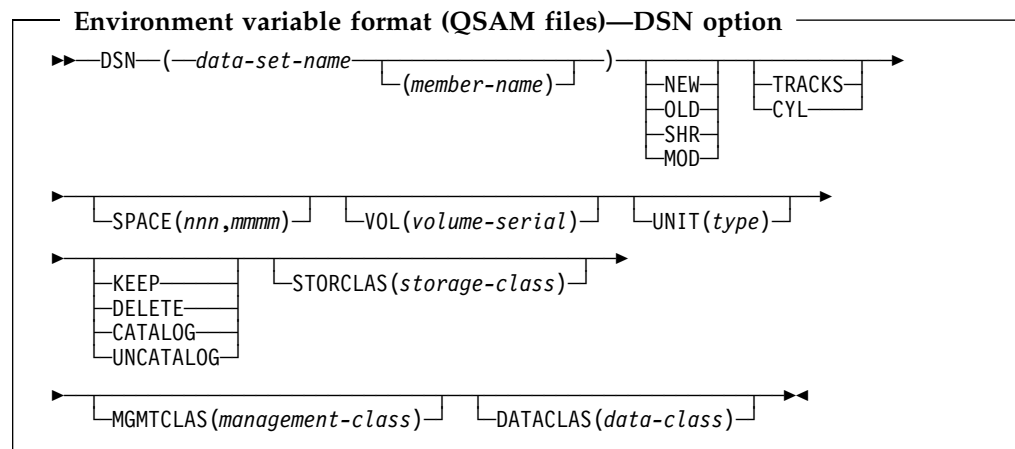 Environment variable format (QSAM files)—DSN option
DSN ( data-set-name (member-name) ) NEW OLD SHR MOD TRACKS CYL
SPACE(nnn,mmmm) VOL(volume-serial) UNIT(type)
KEEP DELETE CATALOG UNCATALOG STORCLAS(storage-class)
MGMTCLAS(management-class) DATACLAS(data-class)